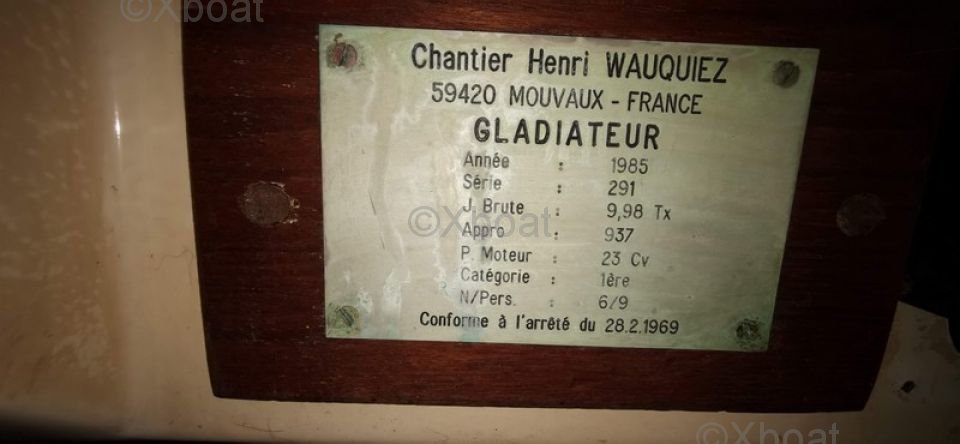 ©Xboat
Chantier Henri WAUQUIEZ
59420 MOUVAUX - FRANCE
GLADIATEUR
Année : 1985
Série : 291
J. Brute : 9,98 Tx
©Xboat
Appro : 937
P. Moteur : 23 Cv
Catégorie : 1ère
N/Pers. : 6/9
Conforme à l'arrêté du 28.2.1969
©Xboat